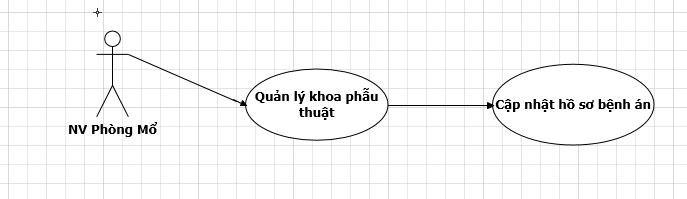 Quản lý khoa phẫu
thuật
Cập nhật hồ sơ bệnh án
NV Phòng Mổ